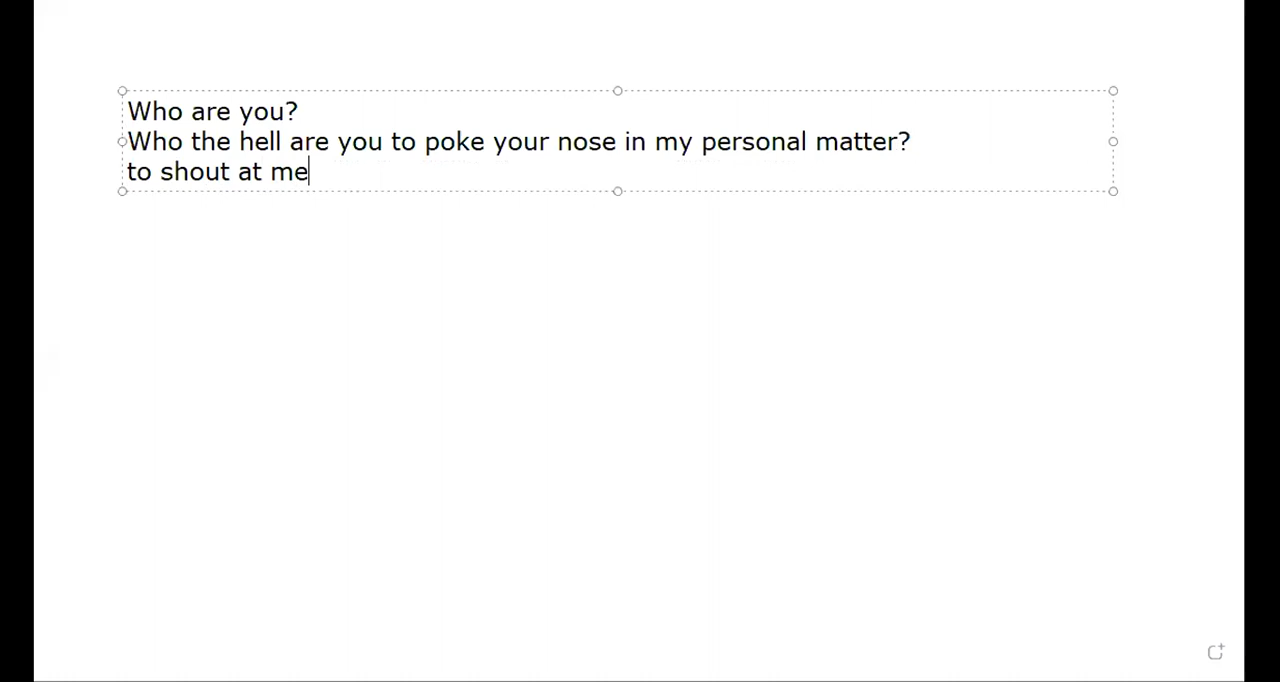 Who are you?
Who the hell are you to poke your nose in my personal matter?
to shout at me